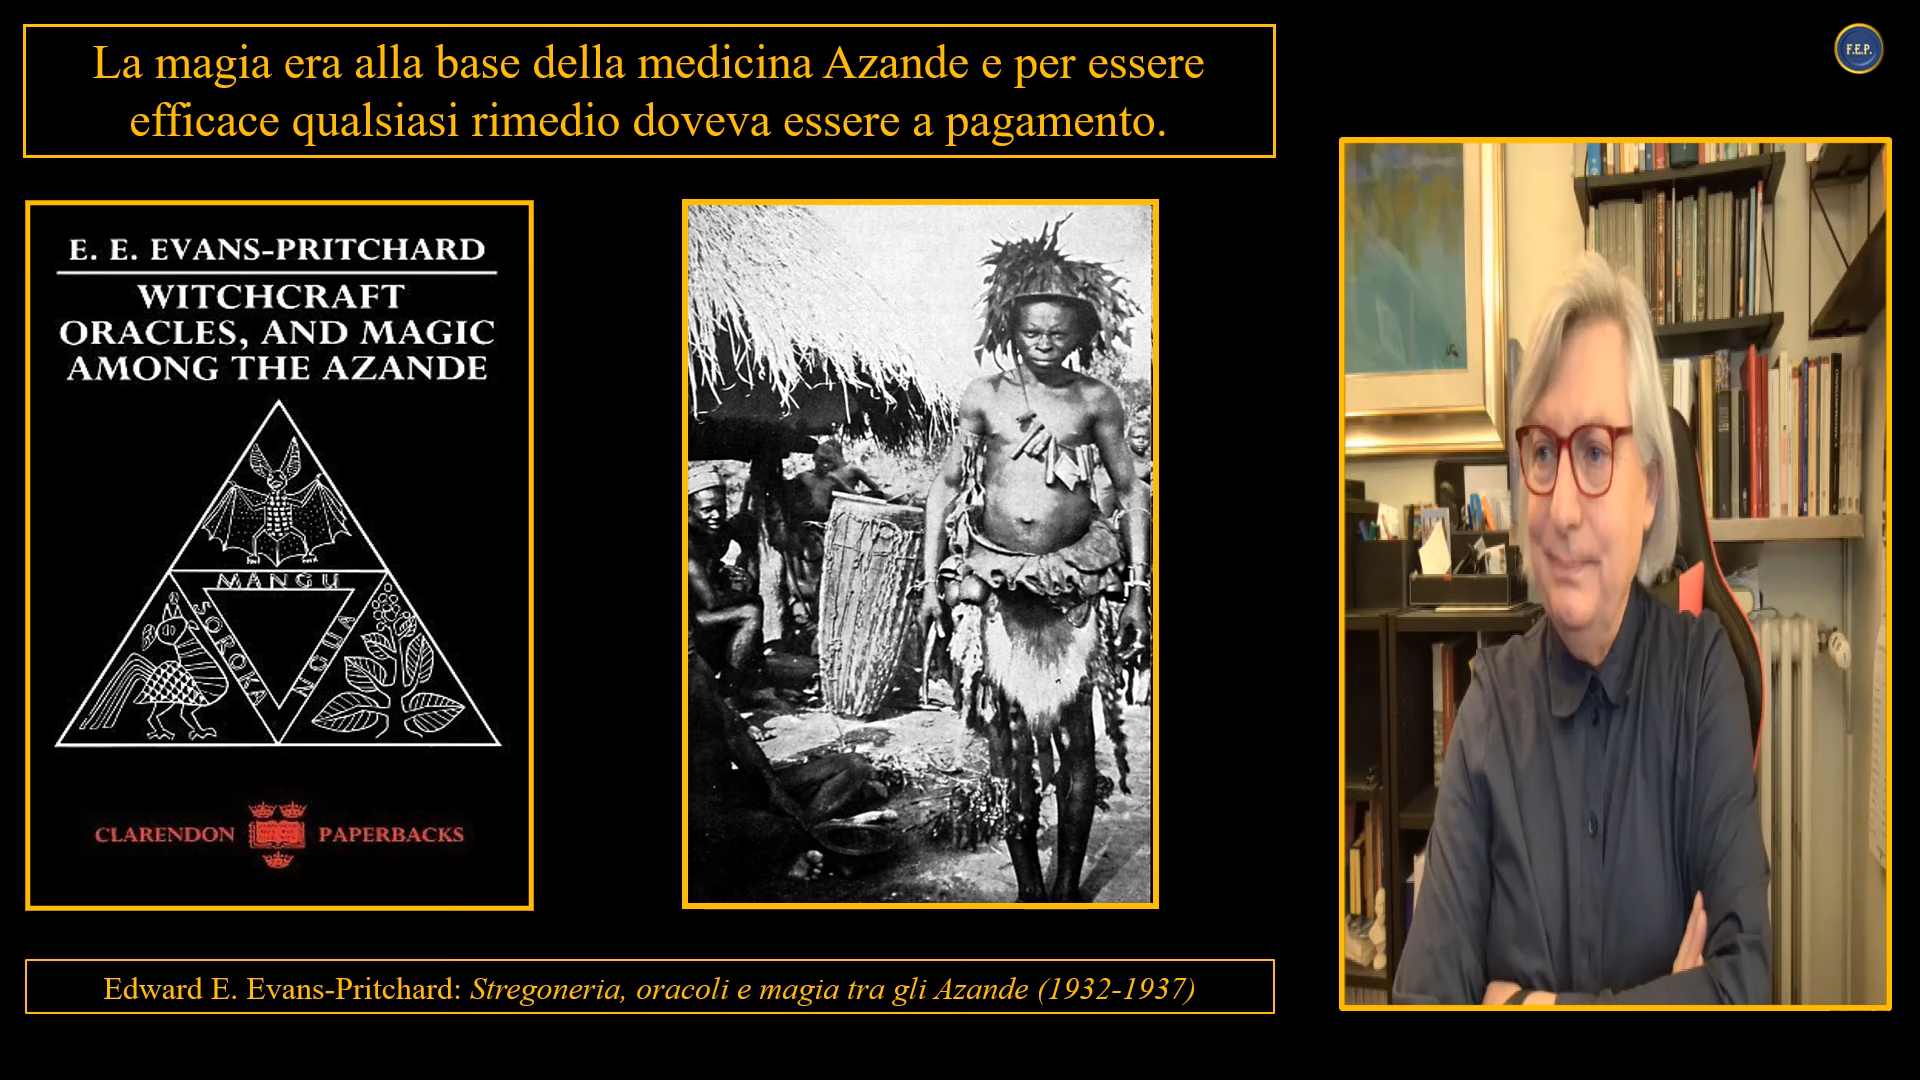 La magia era alla base della medicina Azande e per essere
efficace qualsiasi rimedio doveva essere a pagamento.
F.E.P.
E. E. EVANS-PRITCHARD
WITCHCRAFT
ORACLES, AND MAGIC
AMONG THE AZANDE
MANGU
SOROKA
NGUA
CLARENDON PAPERBACKS
Edward E. Evans-Pritchard: Stregoneria, oracoli e magia tra gli Azande (1932-1937)